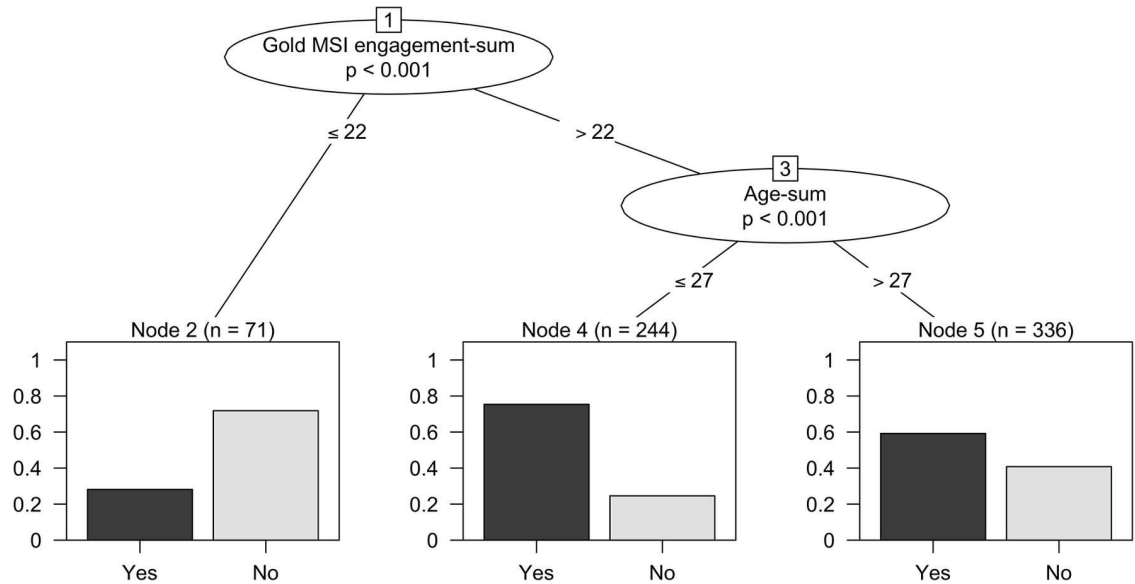 1
Gold MSI engagement-sum
p < 0.001
≤ 22
> 22
3
Age-sum
p < 0.001
≤ 27
> 27
Node 2 (n = 71)
1
0.8
0.6
0.4
0.2
0
Yes No
Node 4 (n = 244)
1
0.8
0.6
0.4
0.2
0
Yes No
Node 5 (n = 336)
1
0.8
0.6
0.4
0.2
0
Yes No